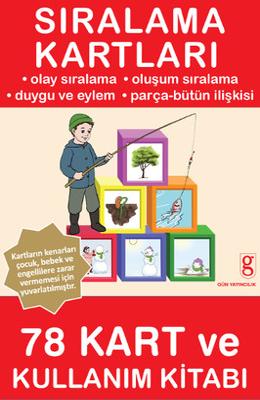 SIRALAMA
KARTLARI
• olay sıralama • oluşum sıralama
• duygu ve eylem • parça-bütün ilişkisi
Kartların kenarları
çocuk, bebek ve
engellilere zarar
vermemesi için
yuvarlatılmıştır.
g
GÜN YAYINCILIK
78 KART ve
KULLANIM KİTABI